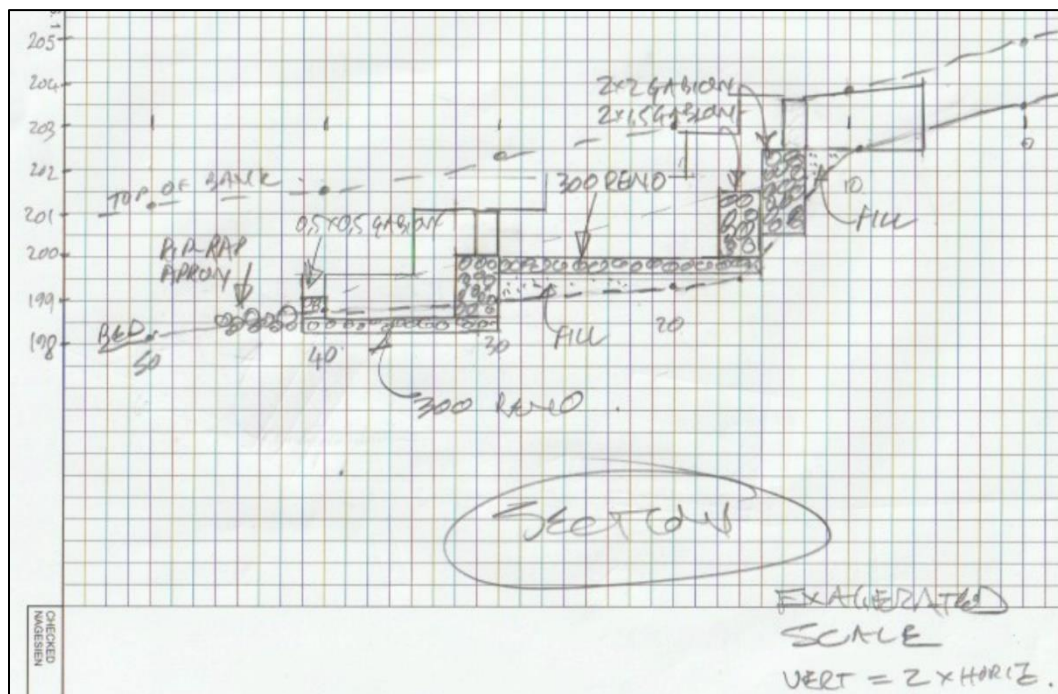 205
204
203
202
201
200
199
198
2x2 GABION
2x1,5 GABION
TOP OF BANK
300 RENO
10
0
FILL
0,5x0,5 GABION
RIP-RAP
APRON
BED
50
40
30
FILL
20
300 RENO
SECTION
EXAGERATED
SCALE
VERT = 2 x HORIZ.
CHECKED
NAGESIEN